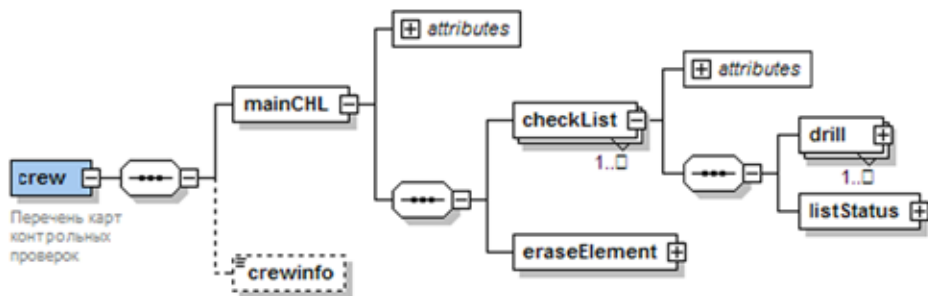 attributes
mainCHL
attributes
checkList
1..
drill
1..
crew
listStatus
Перечень карт
контрольных
проверок
eraseElement
crewinfo